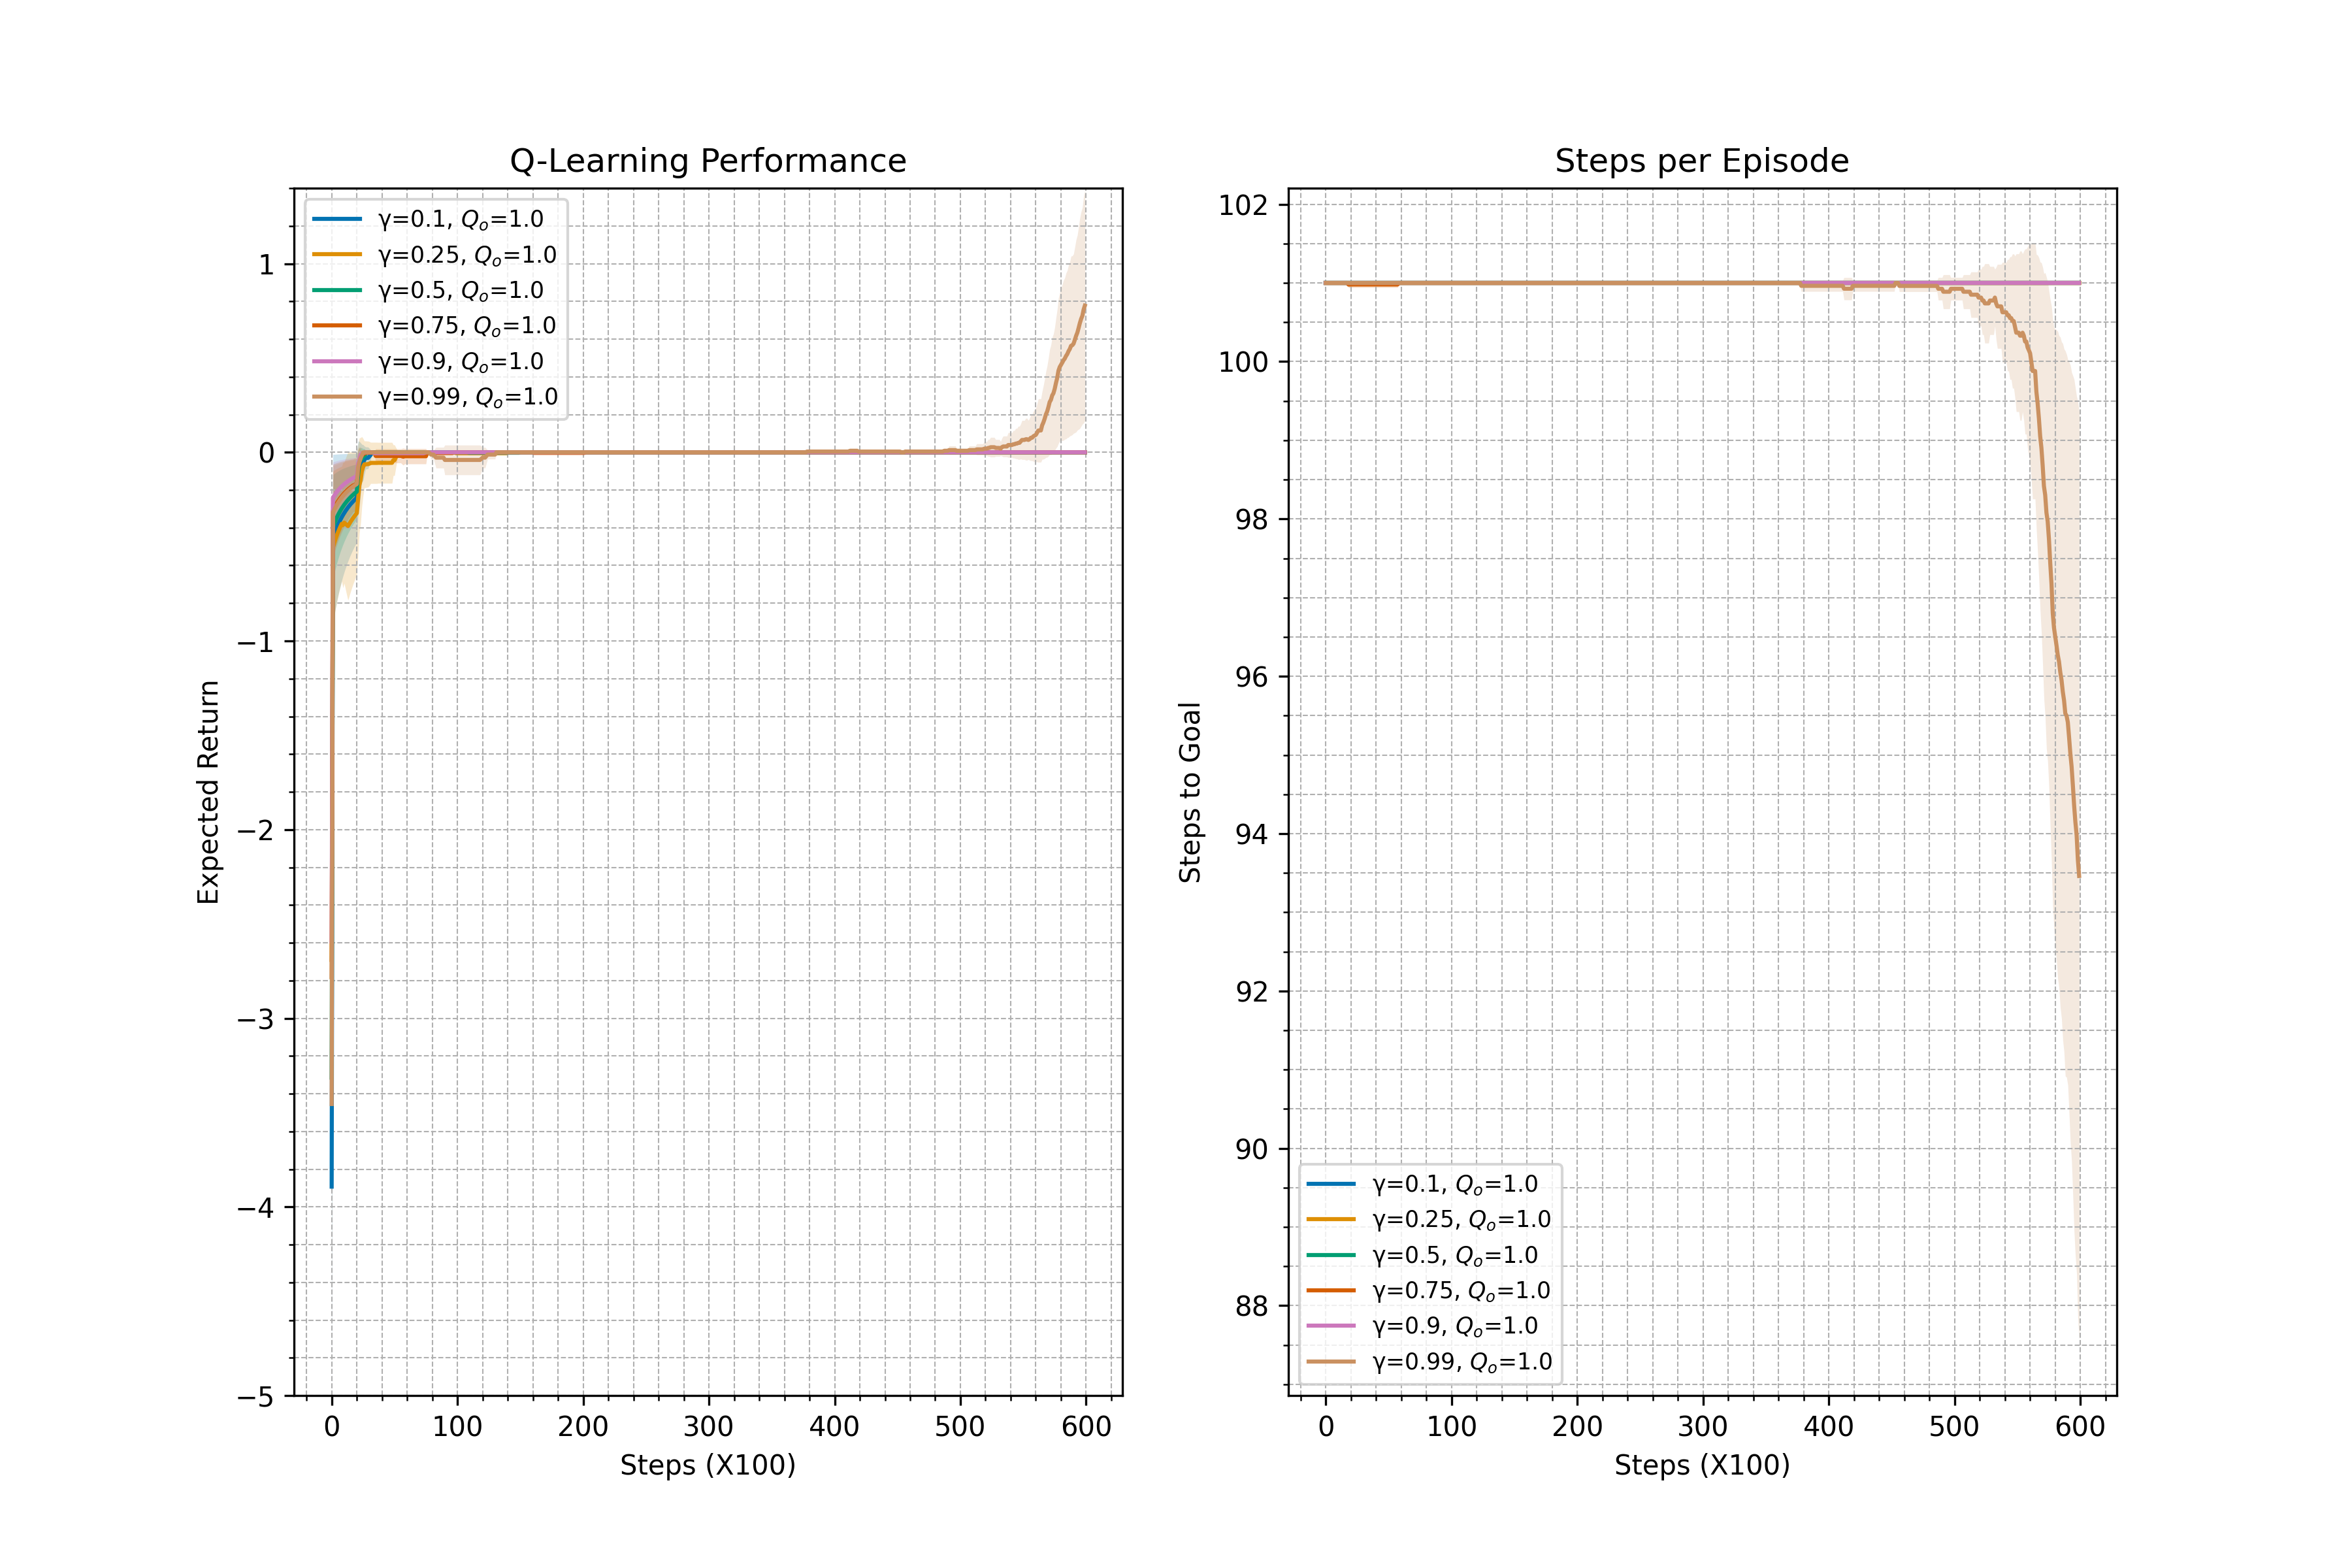 Q-Learning Performance
γ=0.1, Qₒ=1.0
γ=0.25, Qₒ=1.0
γ=0.5, Qₒ=1.0
γ=0.75, Qₒ=1.0
γ=0.9, Qₒ=1.0
γ=0.99, Qₒ=1.0
1
0
−1
−2
−3
−4
−5
Expected Return
0 100 200 300 400 500 600
Steps (X100)
Steps per Episode
102
100
98
96
94
92
90
88
Steps to Goal
γ=0.1, Qₒ=1.0
γ=0.25, Qₒ=1.0
γ=0.5, Qₒ=1.0
γ=0.75, Qₒ=1.0
γ=0.9, Qₒ=1.0
γ=0.99, Qₒ=1.0
0 100 200 300 400 500 600
Steps (X100)